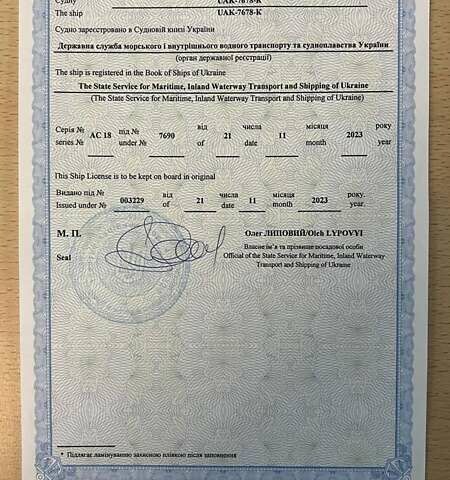 Судну UAK-7678-K
The ship UAK-7678-K
Судно зареєстровано в Судновій книзі України
Державна служба морського і внутрішнього водного транспорту та судноплавства України
(орган державної реєстрації)
The ship is registered in the Book of Ships of Ukraine
The State Service for Maritime, Inland Waterway Transport and Shipping of Ukraine
(The State Service for Maritime, Inland Waterway Transport and Shipping of Ukraine)
Серія № АС 18 під № 7690 від 21 числа 11 місяця 2023 року
series № under № of date month year
This Ship License is to be kept on board in original
Видано під № 003229 від 21 числа 11 місяця 2023 року.
Issued under № of date month year.
М. П. Олег ЛИПОВИЙ/Oleh LYPOVYI
Власне ім'я та прізвище посадової особи
Seal Official of the State Service for Maritime, Inland Waterway
Transport and Shipping of Ukraine
* Підлягає ламінуванню захисною плівкою після заповнення